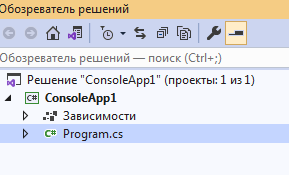 Обозреватель решений
Обозреватель решений — поиск (Ctrl+;)
Решение "ConsoleApp1" (проекты: 1 из 1)
C# ConsoleApp1
Зависимости
C# Program.cs